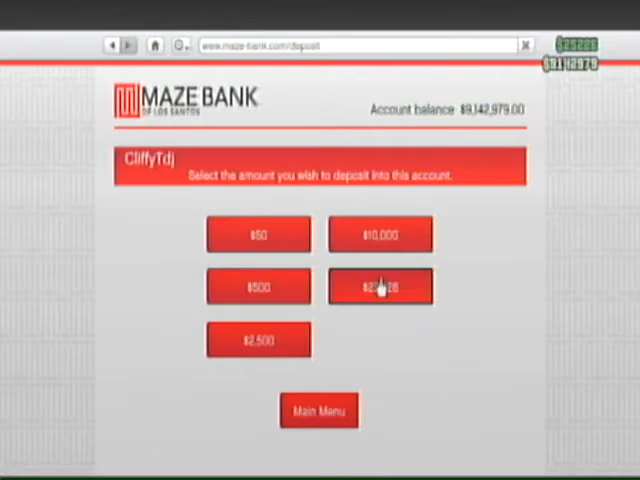 www.maze-bank.com/deposit
$25226
$9142979
MAZE BANK
OF LOS SANTOS
Account balance $9,142,979.00
CliffyTdj
Select the amount you wish to deposit into this account.
$50
$10,000
$500
$2,500
Main Menu